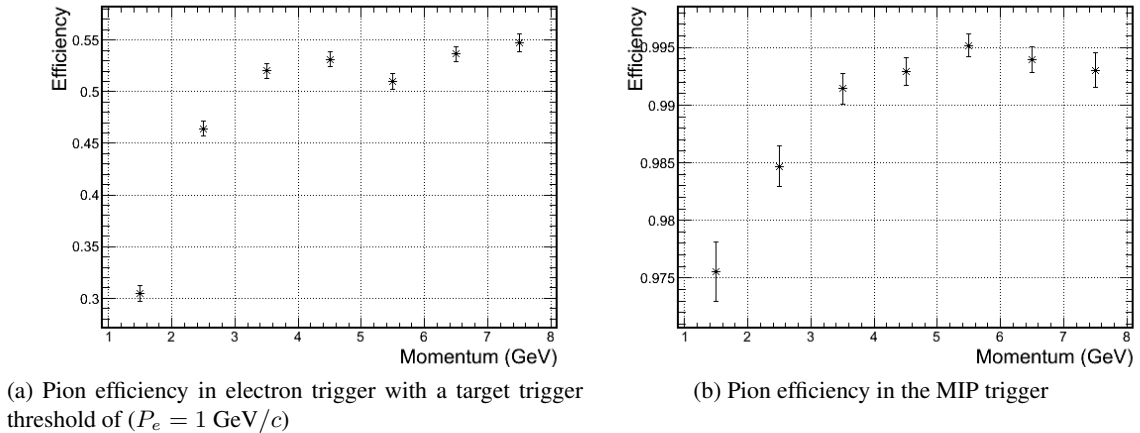 Efficiency
0.55
0.5
0.45
0.4
0.35
0.3
1 2 3 4 5 6 7 8
Momentum (GeV)
(a) Pion efficiency in electron trigger with a target trigger
threshold of (P_e = 1 GeV/c)
Efficiency
0.995
0.99
0.985
0.98
0.975
1 2 3 4 5 6 7 8
Momentum (GeV)
(b) Pion efficiency in the MIP trigger